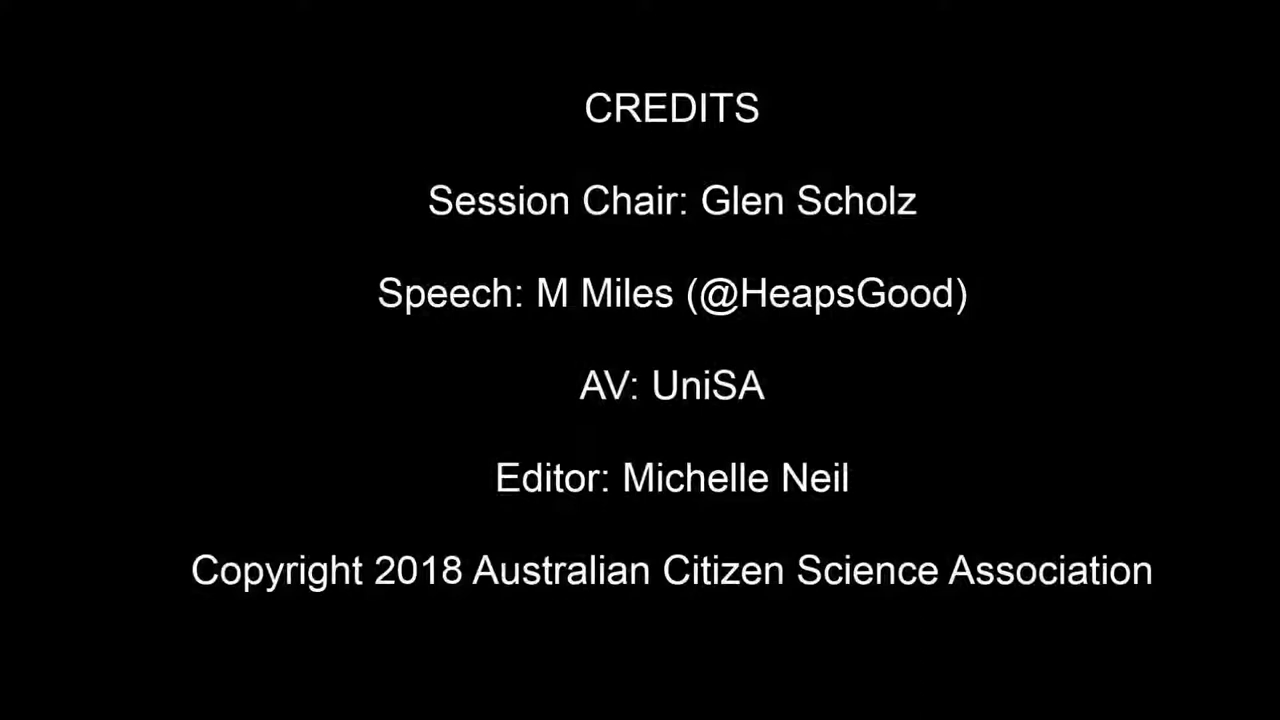 CREDITS
Session Chair: Glen Scholz
Speech: M Miles (@HeapsGood)
AV: UniSA
Editor: Michelle Neil
Copyright 2018 Australian Citizen Science Association